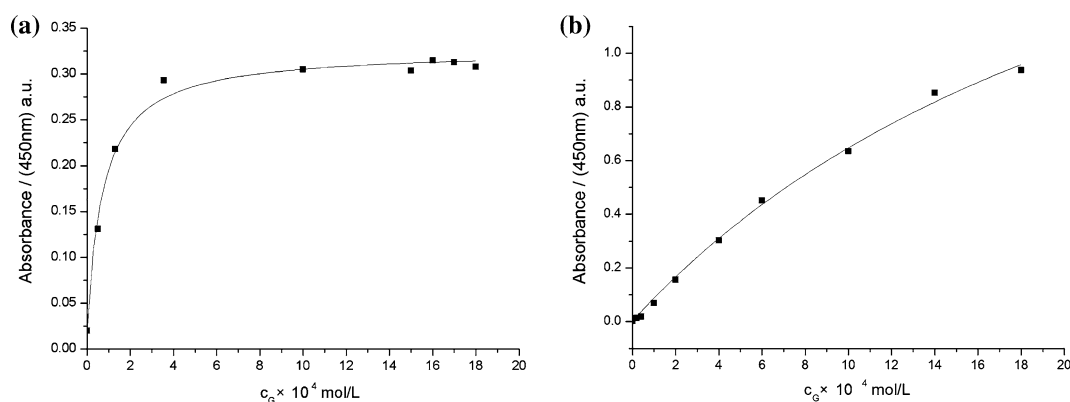 (a)
0.35
0.30
0.25
0.20
0.15
0.10
0.05
0.00
Absorbance / (450nm) a.u.
0 2 4 6 8 10 12 14 16 18 20
c_G × 10^4 mol/L
(b)
1.0
0.8
0.6
0.4
0.2
0.0
Absorbance / (450nm) a.u.
0 2 4 6 8 10 12 14 16 18 20
c_G × 10^4 mol/L